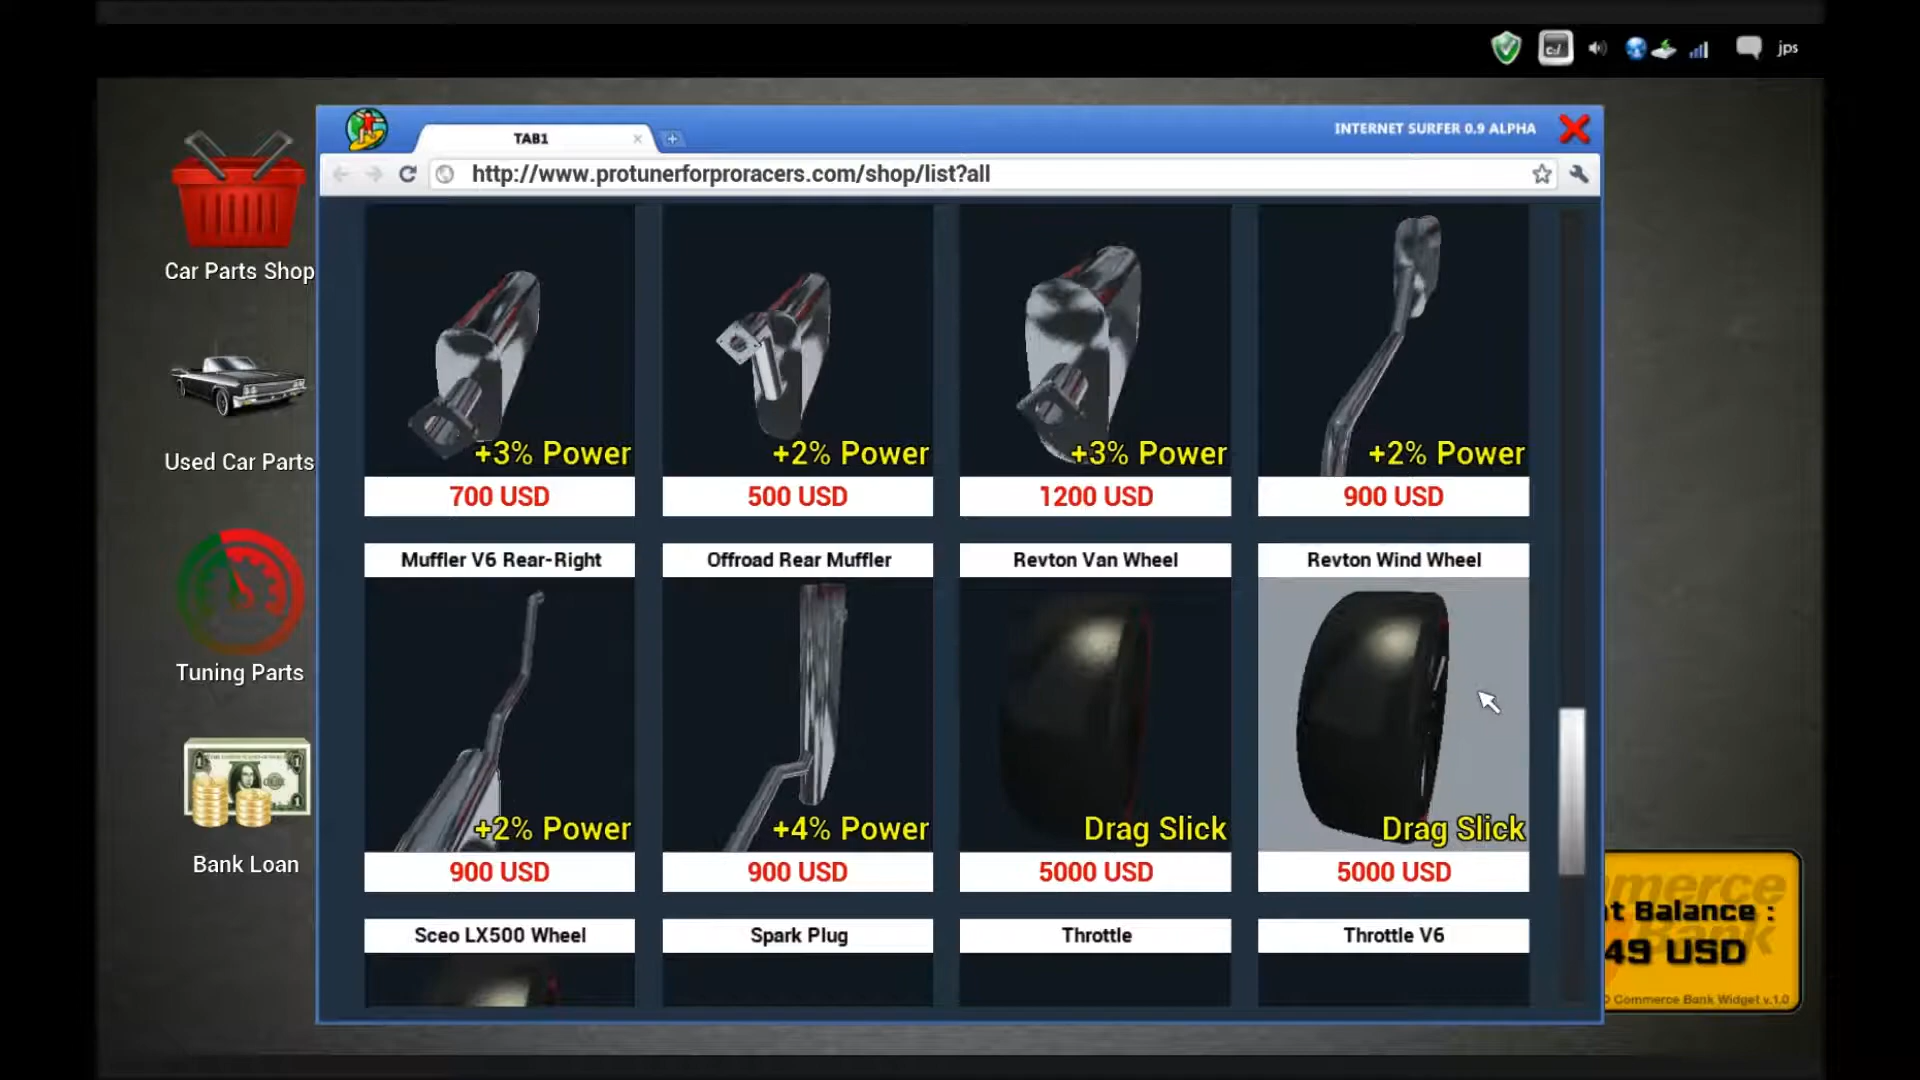 jps
TAB1
INTERNET SURFER 0.9 ALPHA
http://www.protunerforproracers.com/shop/list?all
Car Parts Shop
Used Car Parts
Tuning Parts
Bank Loan
+3% Power
+2% Power
+3% Power
+2% Power
700 USD
500 USD
1200 USD
900 USD
Muffler V6 Rear-Right
Offroad Rear Muffler
Revton Van Wheel
Revton Wind Wheel
+2% Power
+4% Power
Drag Slick
Drag Slick
900 USD
900 USD
5000 USD
5000 USD
Sceo LX500 Wheel
Spark Plug
Throttle
Throttle V6
t Balance :
49 USD
Commerce Bank Widget v.1.0